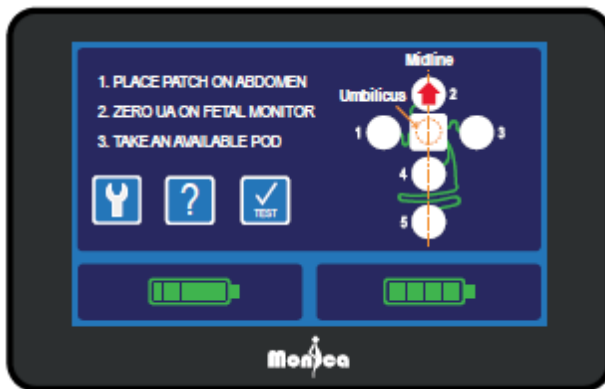 1. PLACE PATCH ON ABDOMEN
2. ZERO UA ON FETAL MONITOR
3. TAKE AN AVAILABLE POD
Midline
Umbilicus
2
1
3
4
5
?
TEST
Monica